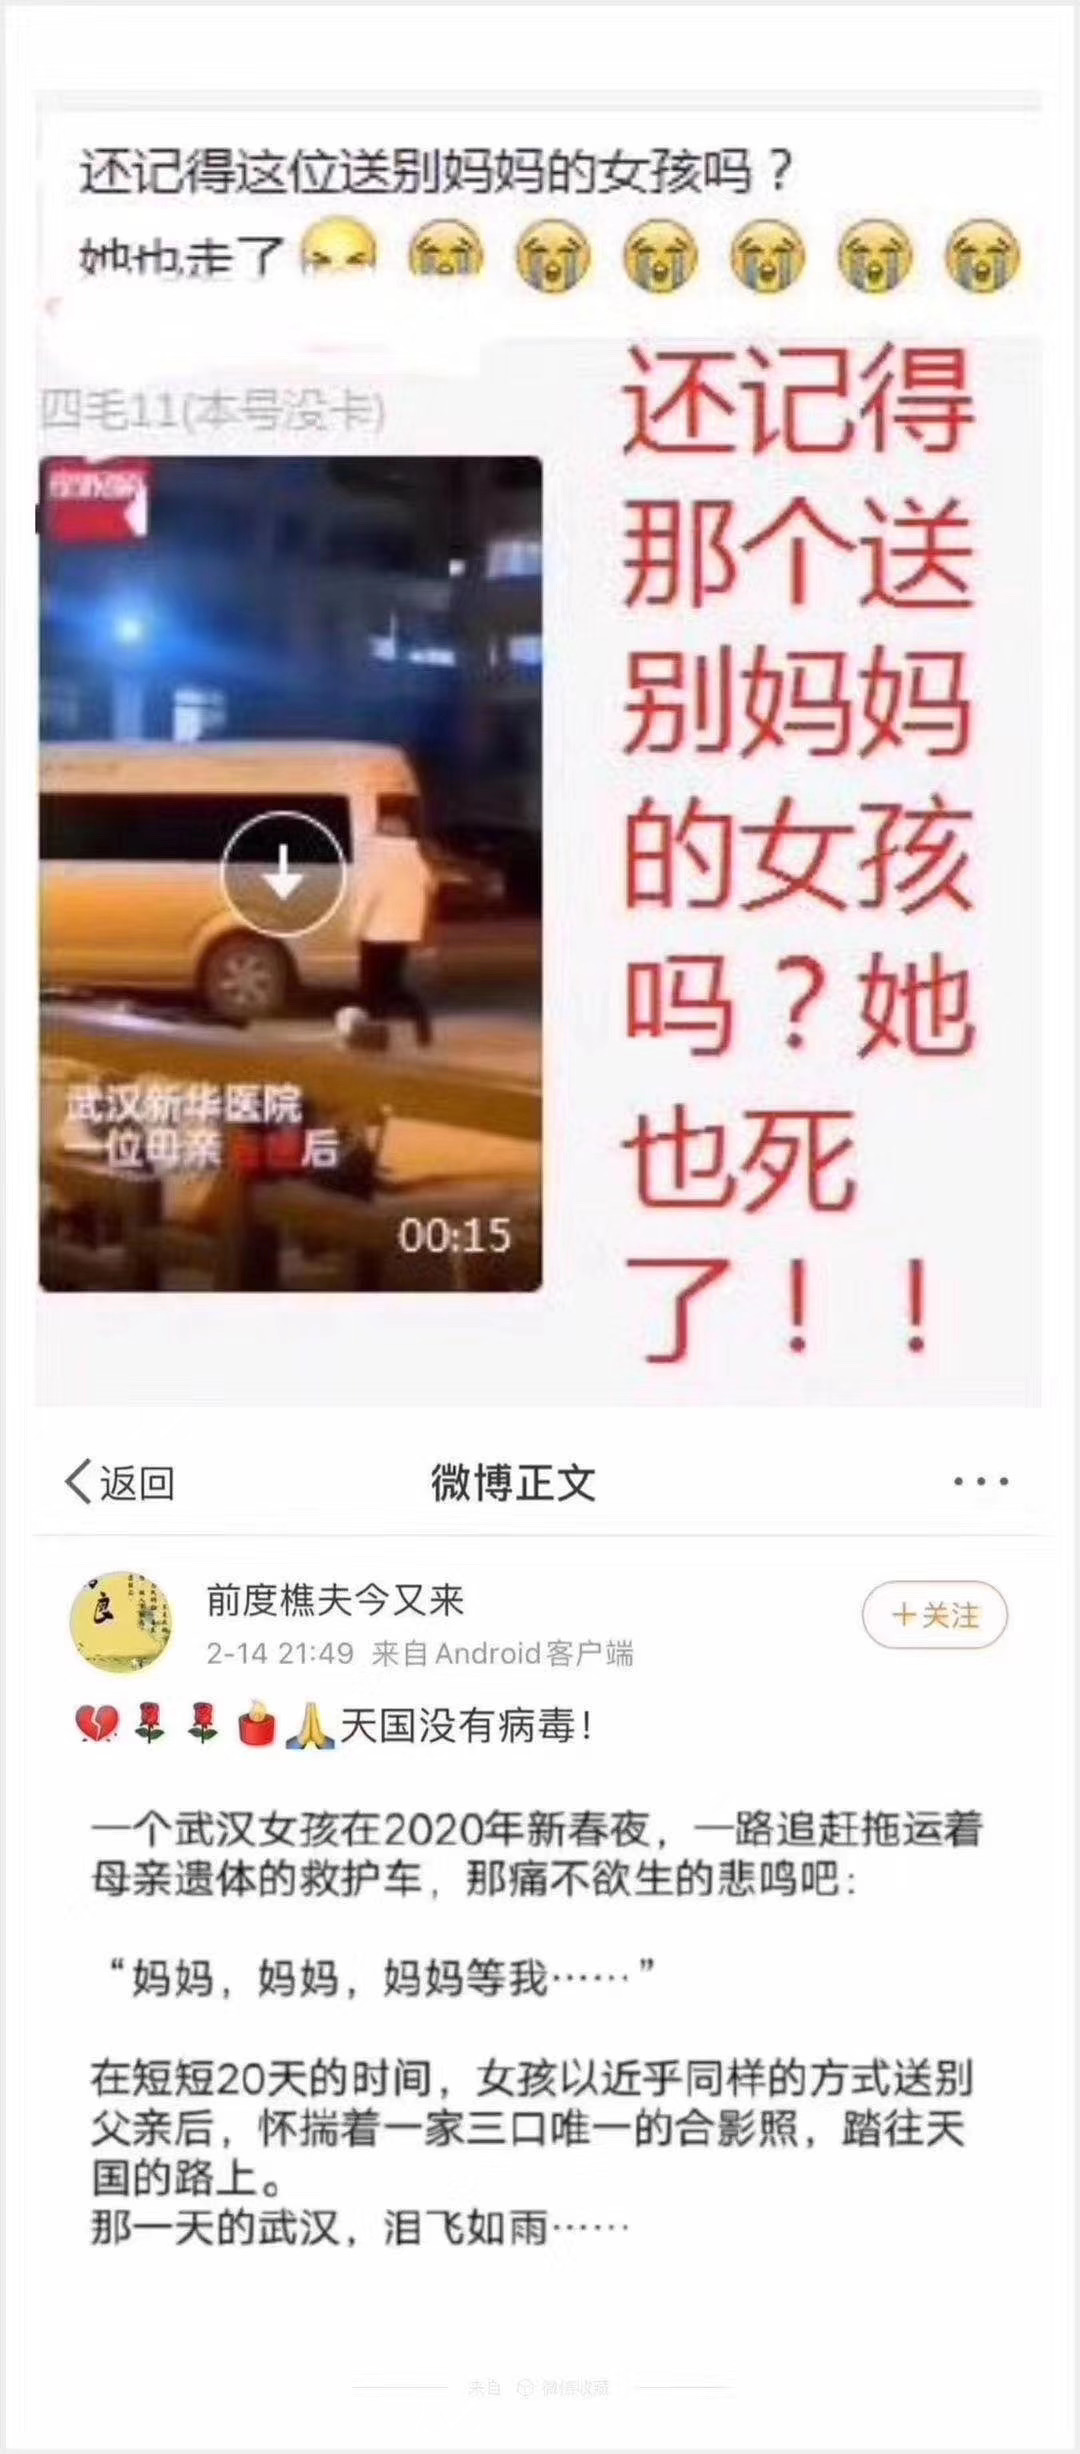 还记得这位送别妈妈的女孩吗？
她也走了
四毛11(本号没卡)
还记得
那个送
别妈妈
的女孩
吗？她
也死
了！！
武汉新华医院
一位母亲去世后
00:15
返回
微博正文
前度樵夫今又来
＋关注
2-14 21:49 来自Android客户端
天国没有病毒！
一个武汉女孩在2020年新春夜，一路追赶拖运着
母亲遗体的救护车，那痛不欲生的悲鸣吧：
“妈妈，妈妈，妈妈等我……”
在短短20天的时间，女孩以近乎同样的方式送别
父亲后，怀揣着一家三口唯一的合影照，踏往天
国的路上。
那一天的武汉，泪飞如雨……
来自 微信收藏